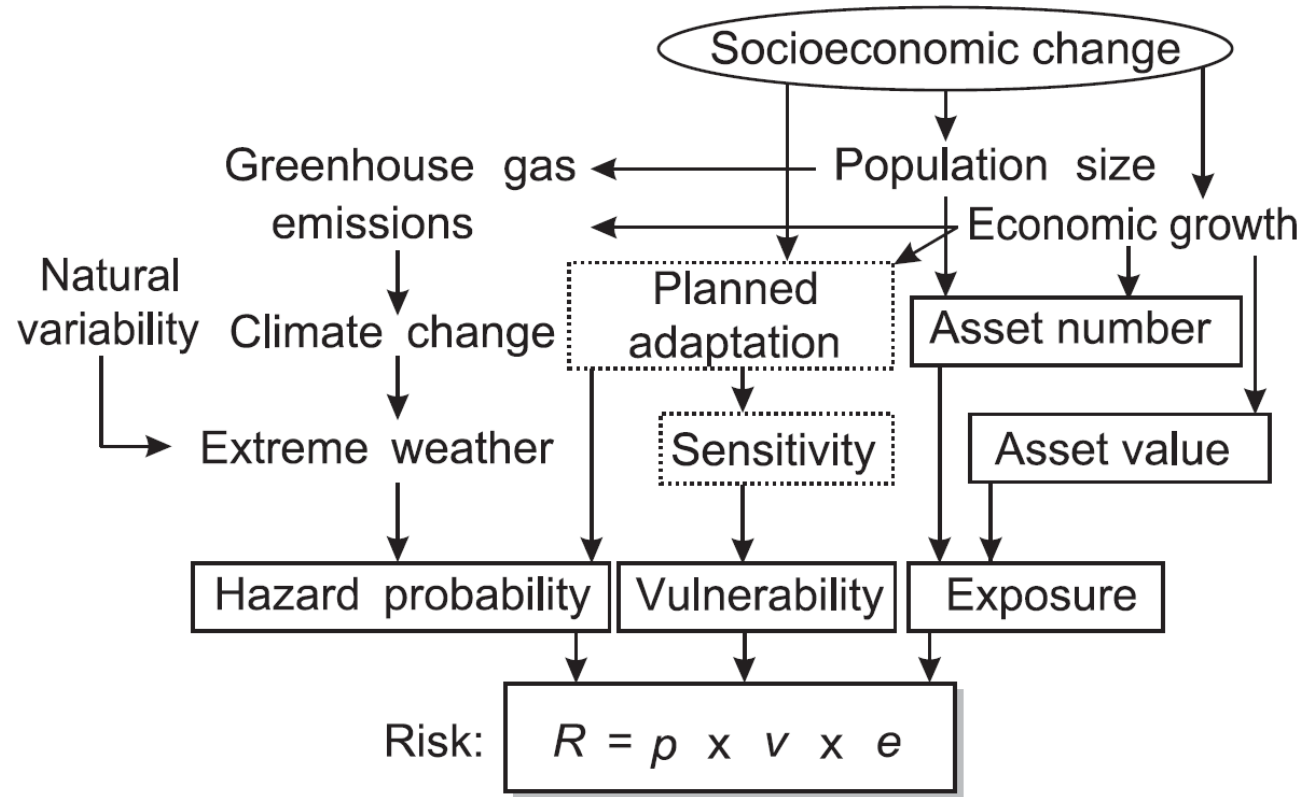 Socioeconomic change
Greenhouse gas
emissions
Population size
Economic growth
Natural
variability
Climate change
Planned
adaptation
Asset number
Extreme weather
Sensitivity
Asset value
Hazard probability
Vulnerability
Exposure
Risk: R = p x v x e